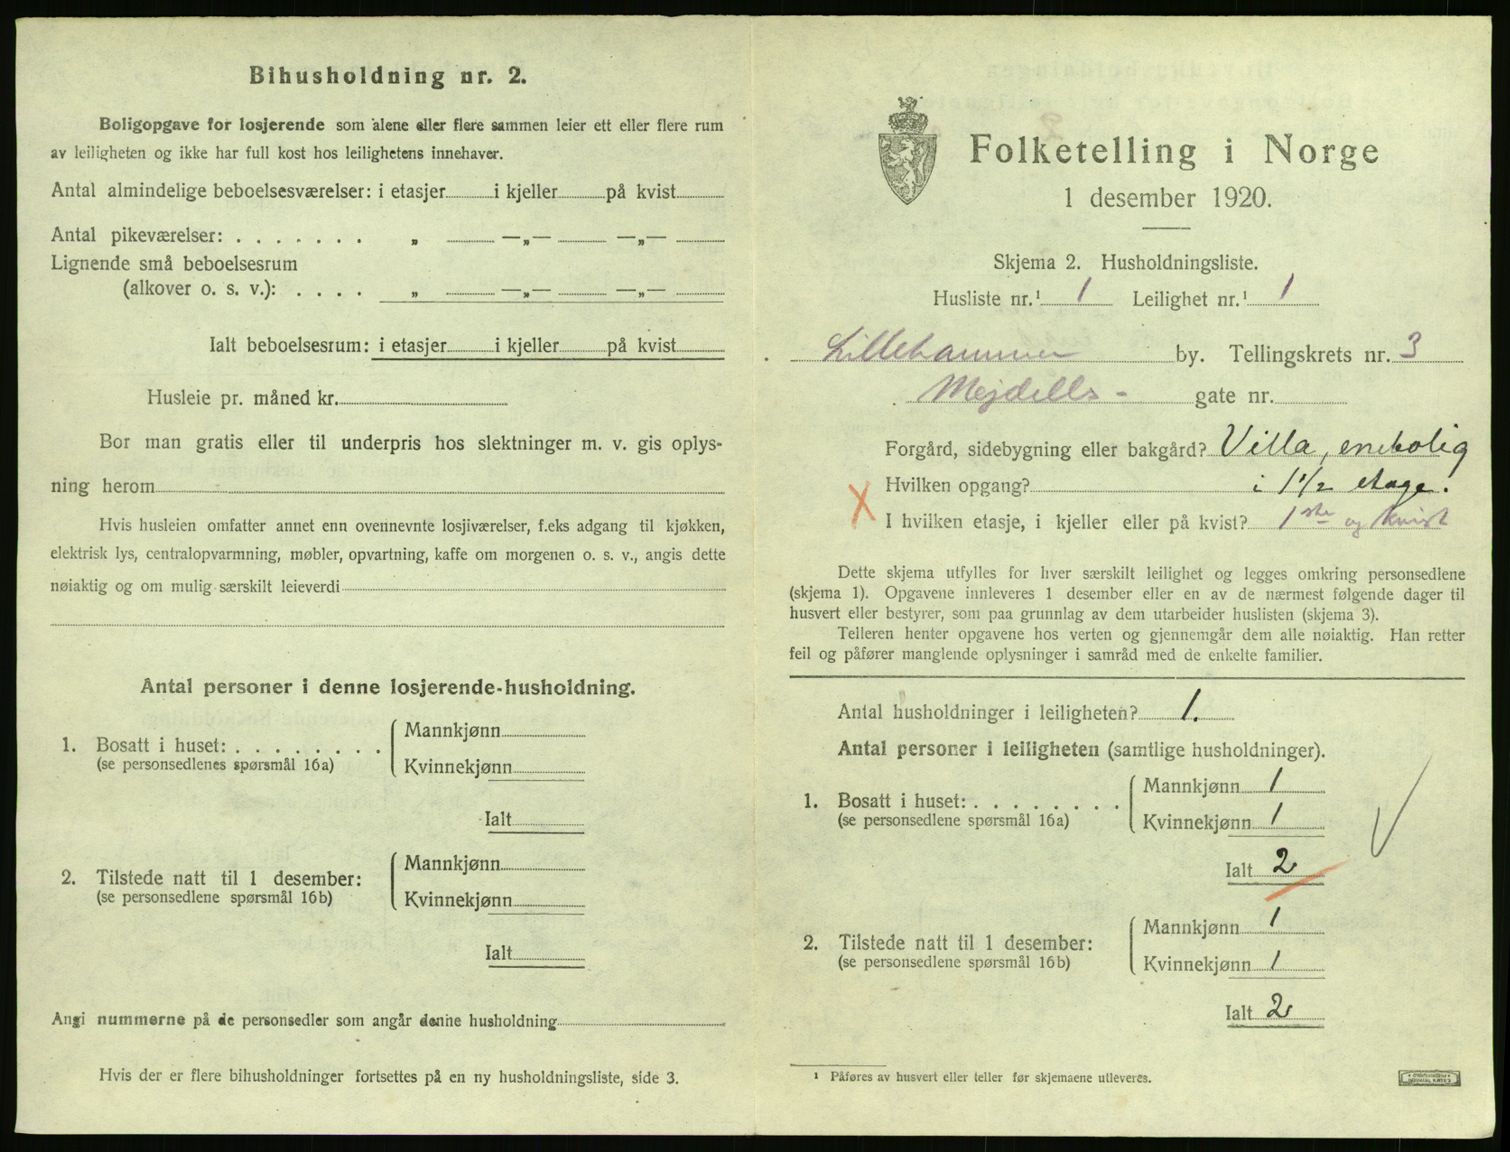 Bihusholdning nr. 2.
Boligopgave for losjerende som alene eller flere sammen leier ett eller flere rum
av leiligheten og ikke har full kost hos leilighetens innehaver.
Antal almindelige beboelsesværelser: i etasjer i kjeller på kvist
Antal pikeværelser: . . . . . . . „ —„— —„—
Lignende små beboelsesrum
(alkover o. s. v.): . . . . „ —„— —„—
Ialt beboelsesrum: i etasjer i kjeller på kvist
Husleie pr. måned kr.
Bor man gratis eller til underpris hos slektninger m. v. gis oplys-
ning herom
Hvis husleien omfatter annet enn ovennevnte losjiværelser, f.eks adgang til kjøkken,
elektrisk lys, centralopvarmning, møbler, opvartning, kaffe om morgenen o. s. v., angis dette
nøiaktig og om mulig særskilt leieverdi
Antal personer i denne losjerende-husholdning.
1. Bosatt i huset: . . . . . . . . Mannkjønn
(se personsedlenes spørsmål 16a) Kvinnekjønn
Ialt
2. Tilstede natt til 1 desember: Mannkjønn
(se personsedlene spørsmål 16b) Kvinnekjønn
Ialt
Angi nummerne på de personsedler som angår denne husholdning
Hvis der er flere bihusholdninger fortsettes på en ny husholdningsliste, side 3.
Folketelling i Norge
1 desember 1920.
Skjema 2. Husholdningsliste.
Husliste nr.¹ 1 Leilighet nr.¹ 1
Lillehammer by. Tellingskrets nr. 3
Mejdells- gate nr.
Forgård, sidebygning eller bakgård? Villa, enebolig
Hvilken opgang? i 1 1/2 etage.
X I hvilken etasje, i kjeller eller på kvist? 1ste og kvist
Dette skjema utfylles for hver særskilt leilighet og legges omkring personsedlene
(skjema 1). Opgavene innleveres 1 desember eller en av de nærmest følgende dager til
husvert eller bestyrer, som paa grunnlag av dem utarbeider huslisten (skjema 3).
Telleren henter opgavene hos verten og gjennemgår dem alle nøiaktig. Han retter
feil og påfører manglende oplysninger i samråd med de enkelte familier.
Antal husholdninger i leiligheten? 1.
Antal personer i leiligheten (samtlige husholdninger).
1. Bosatt i huset: . . . . . . . . Mannkjønn 1
(se personsedlene spørsmål 16a) Kvinnekjønn 1
Ialt 2
2. Tilstede natt til 1 desember: Mannkjønn 1
(se personsedlene spørsmål 16b) Kvinnekjønn 1
Ialt 2
¹ Påføres av husvert eller teller før skjemaene utleveres.